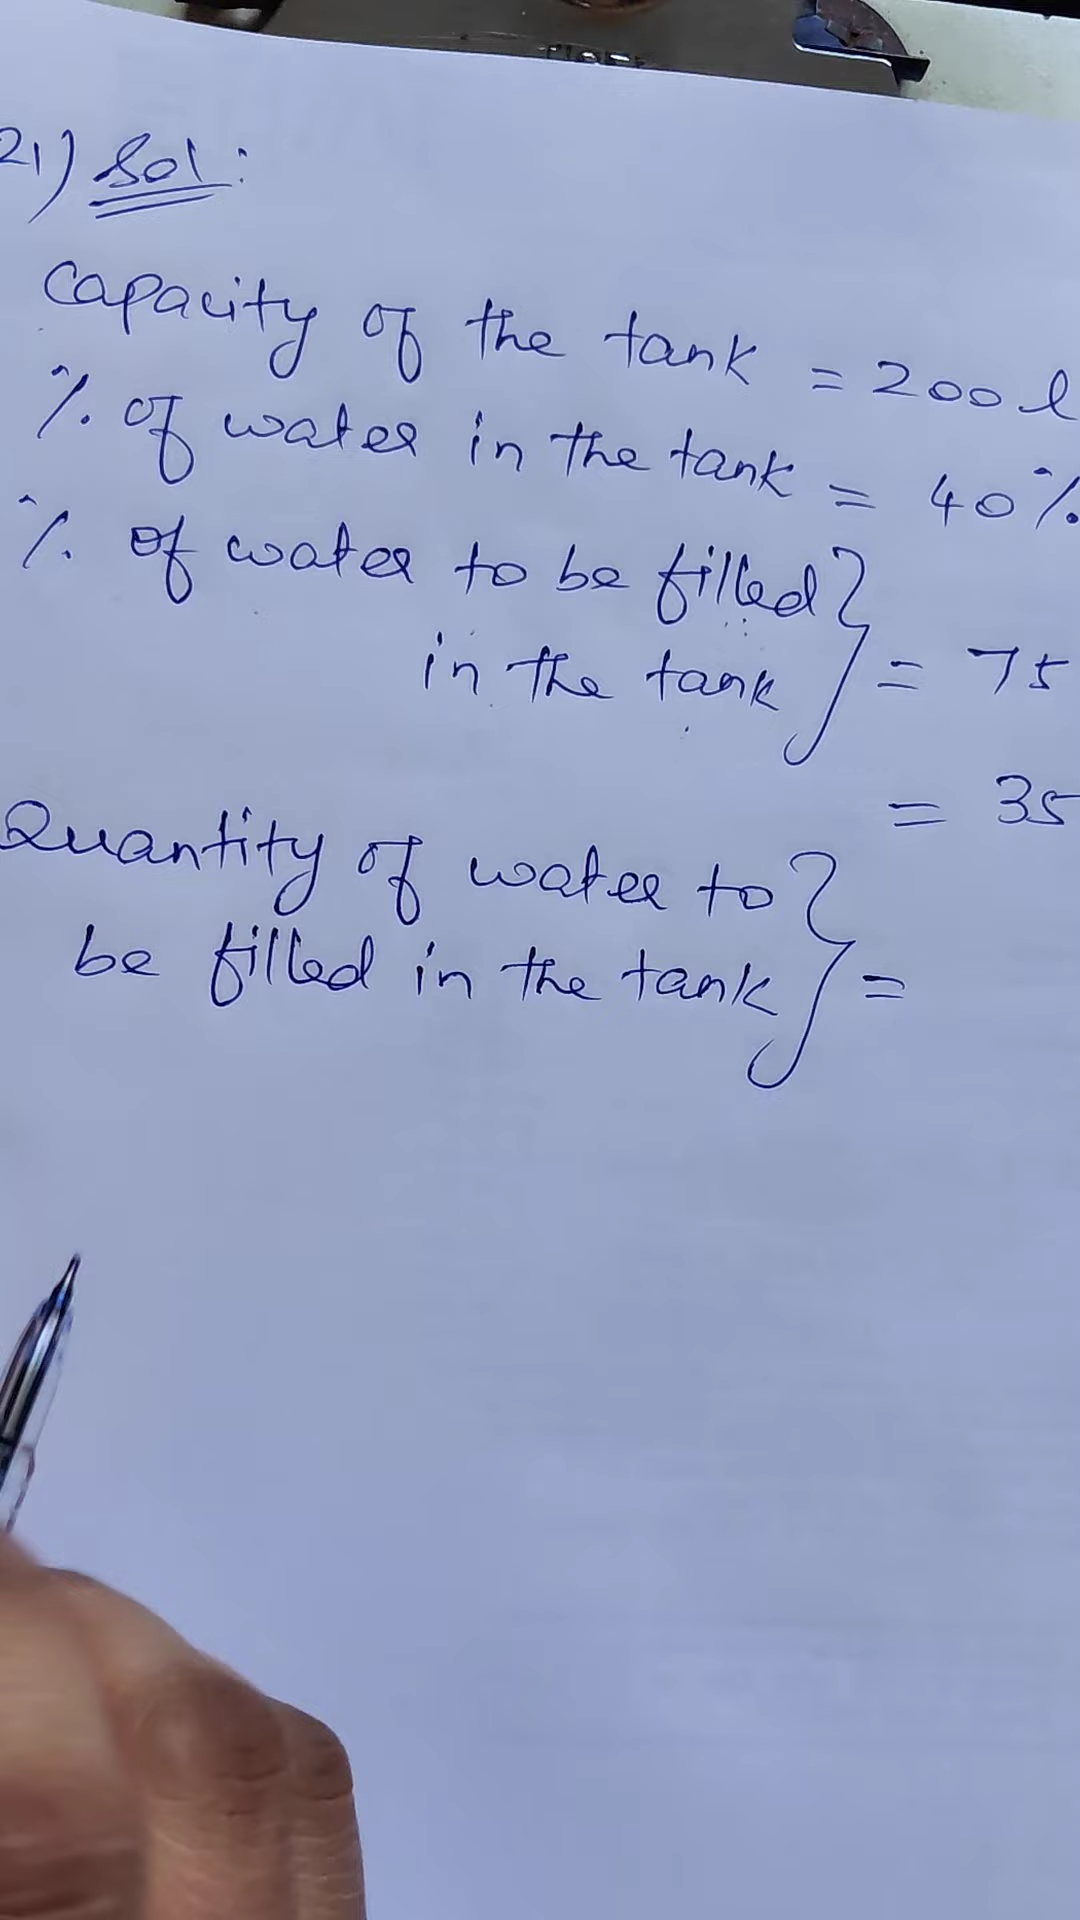 21) Sol:
Capacity of the tank = 200 l
% of water in the tank = 40%
% of water to be filled
in the tank } = 75
= 35
Quantity of water to
be filled in the tank } =